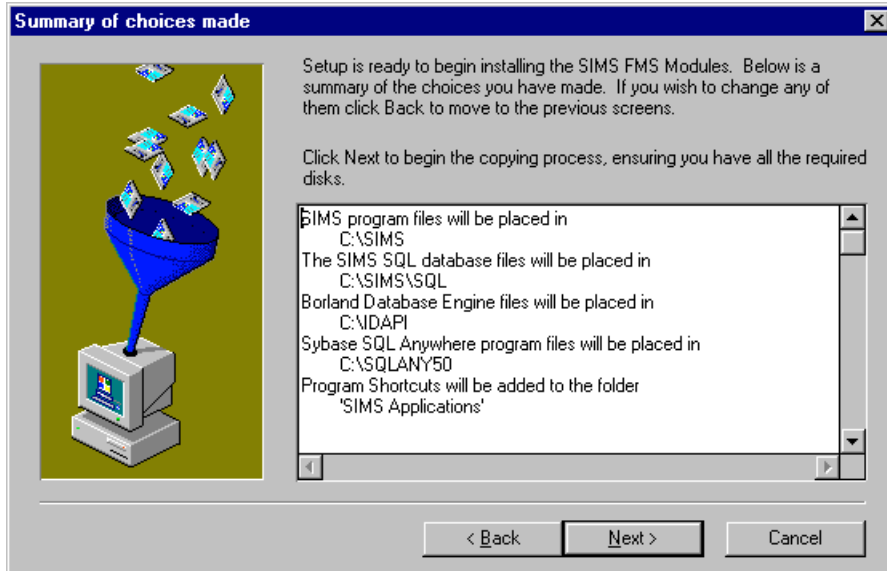 Summary of choices made
Setup is ready to begin installing the SIMS FMS Modules. Below is a
summary of the choices you have made. If you wish to change any of
them click Back to move to the previous screens.
Click Next to begin the copying process, ensuring you have all the required
disks.
SIMS program files will be placed in
C:\SIMS
The SIMS SQL database files will be placed in
C:\SIMS\SQL
Borland Database Engine files will be placed in
C:\IDAPI
Sybase SQL Anywhere program files will be placed in
C:\SQLANY50
Program Shortcuts will be added to the folder
'SIMS Applications'
< Back
Next >
Cancel